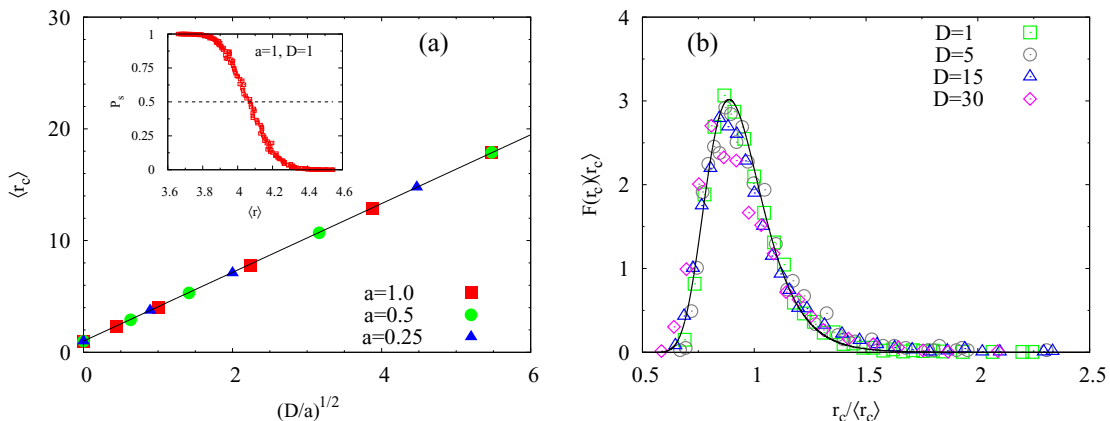 30
20
10
0
0
2
4
6
⟨r_c⟩
(D/a)^{1/2}
(a)
a=1.0
a=0.5
a=0.25
1
0.75
0.5
0.25
0
3.6
3.8
4
4.2
4.4
4.6
P_s
⟨r⟩
a=1, D=1
4
3
2
1
0
0.5
1
1.5
2
2.5
F(r_c)⟨r_c⟩
r_c/⟨r_c⟩
(b)
D=1
D=5
D=15
D=30